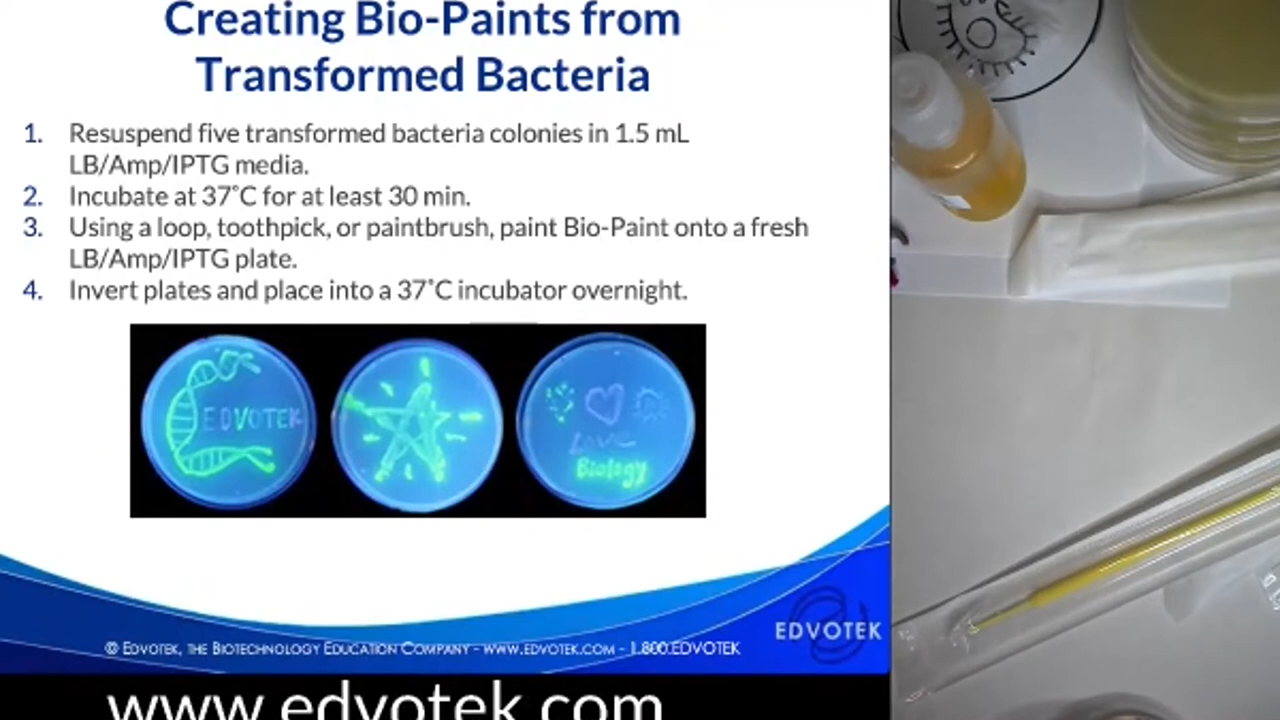 Creating Bio-Paints from
Transformed Bacteria
1. Resuspend five transformed bacteria colonies in 1.5 mL
LB/Amp/IPTG media.
2. Incubate at 37˚C for at least 30 min.
3. Using a loop, toothpick, or paintbrush, paint Bio-Paint onto a fresh
LB/Amp/IPTG plate.
4. Invert plates and place into a 37˚C incubator overnight.
EDVOTEK
Love
Biology
EDVOTEK
© Edvotek, the Biotechnology Education Company - www.edvotek.com - 1.800.EDVOTEK
www.edvotek.com